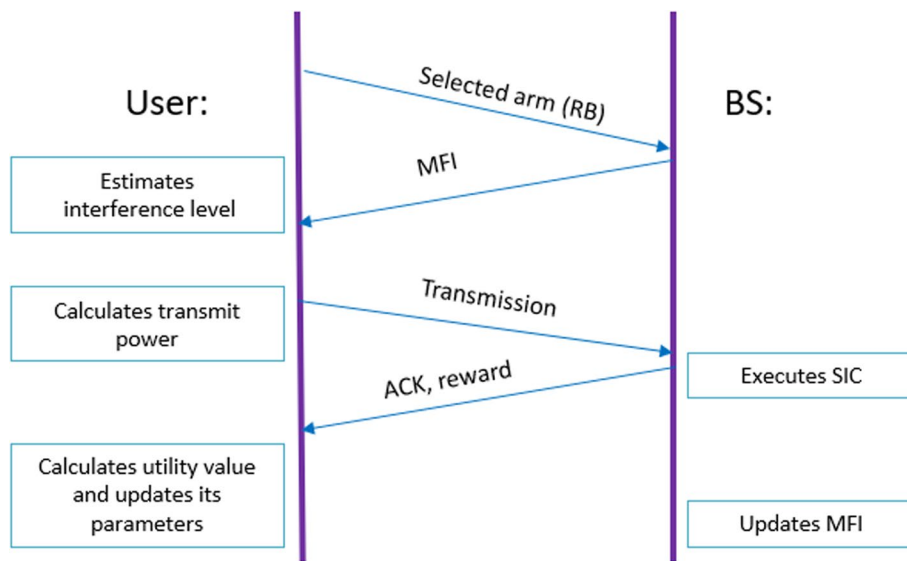 User:
BS:
Selected arm (RB)
MFI
Estimates
interference level
Transmission
Calculates transmit
power
ACK, reward
Executes SIC
Calculates utility value
and updates its
parameters
Updates MFI